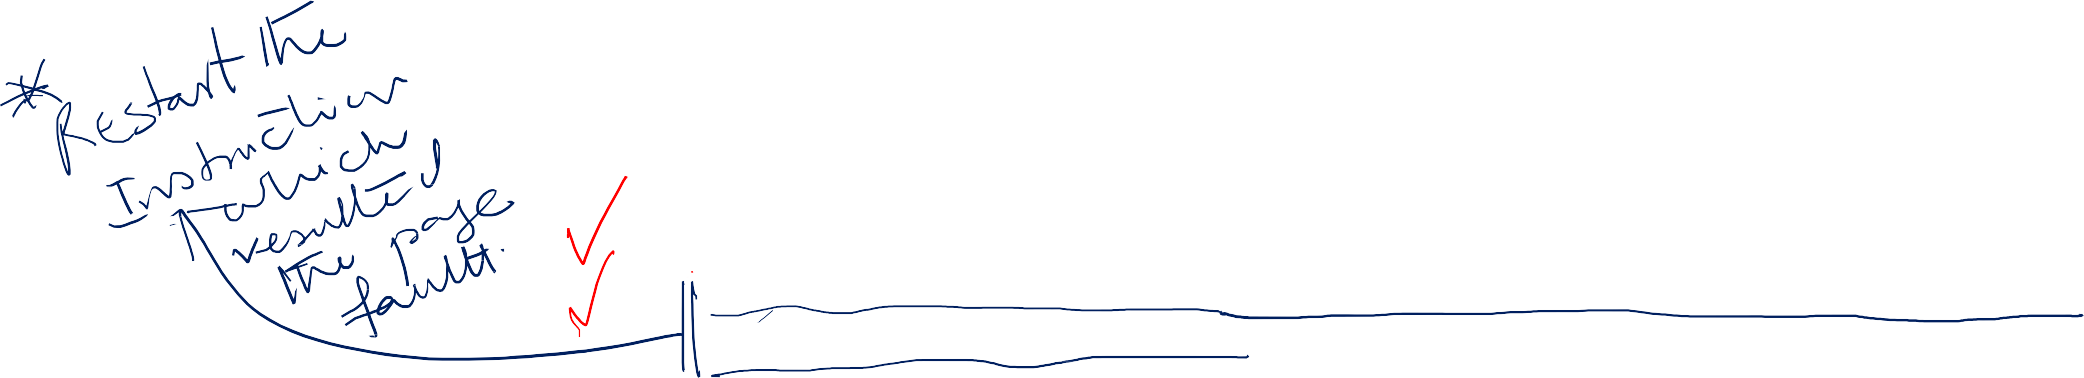 * Restart the
Instruction
which
resulted
the page
fault.